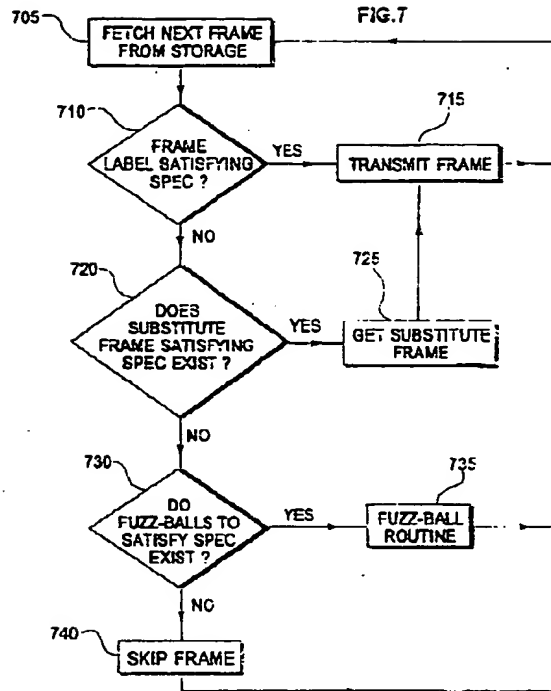 FIG.7
705
FETCH NEXT FRAME
FROM STORAGE
710
FRAME
LABEL SATISFYING
SPEC ?
YES
715
TRANSMIT FRAME
NO
720
DOES
SUBSTITUTE
FRAME SATISFYING
SPEC EXIST ?
YES
725
GET SUBSTITUTE
FRAME
NO
730
DO
FUZZ-BALLS TO
SATISFY SPEC
EXIST ?
YES
735
FUZZ-BALL
ROUTINE
NO
740
SKIP FRAME